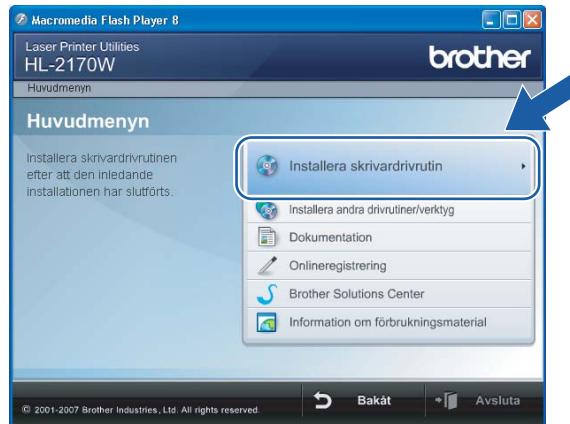 Macromedia Flash Player 8
Laser Printer Utilities
HL-2170W
brother
Huvudmenyn
Huvudmenyn
Installera skrivardrivrutinen
efter att den inledande
installationen har slutförts.
Installera skrivardrivrutin
Installera andra drivrutiner/verktyg
Dokumentation
Onlineregistrering
Brother Solutions Center
Information om förbrukningsmaterial
© 2001-2007 Brother Industries, Ltd. All rights reserved.
Bakåt
Avsluta